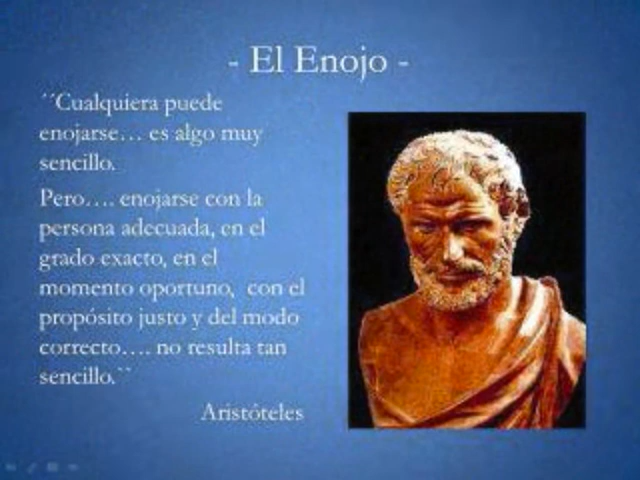 - El Enojo -
´´Cualquiera puede
enojarse… es algo muy
sencillo.
Pero…. enojarse con la
persona adecuada, en el
grado exacto, en el
momento oportuno,  con el
propósito justo y del modo
correcto…. no resulta tan
sencillo.``
Aristóteles